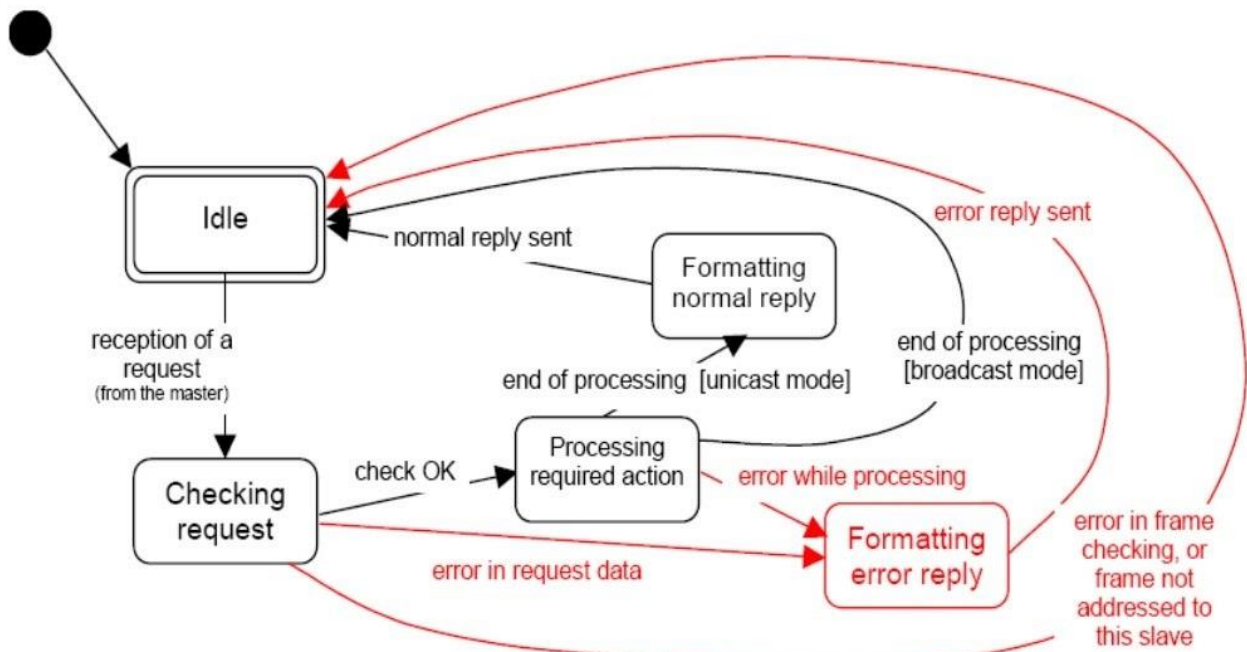 Idle
normal reply sent
error reply sent
Formatting
normal reply
reception of a
request
(from the master)
end of processing
[broadcast mode]
end of processing [unicast mode]
Processing
required action
check OK
Checking
request
error while processing
error in request data
Formatting
error reply
error in frame
checking, or
frame not
addressed to
this slave